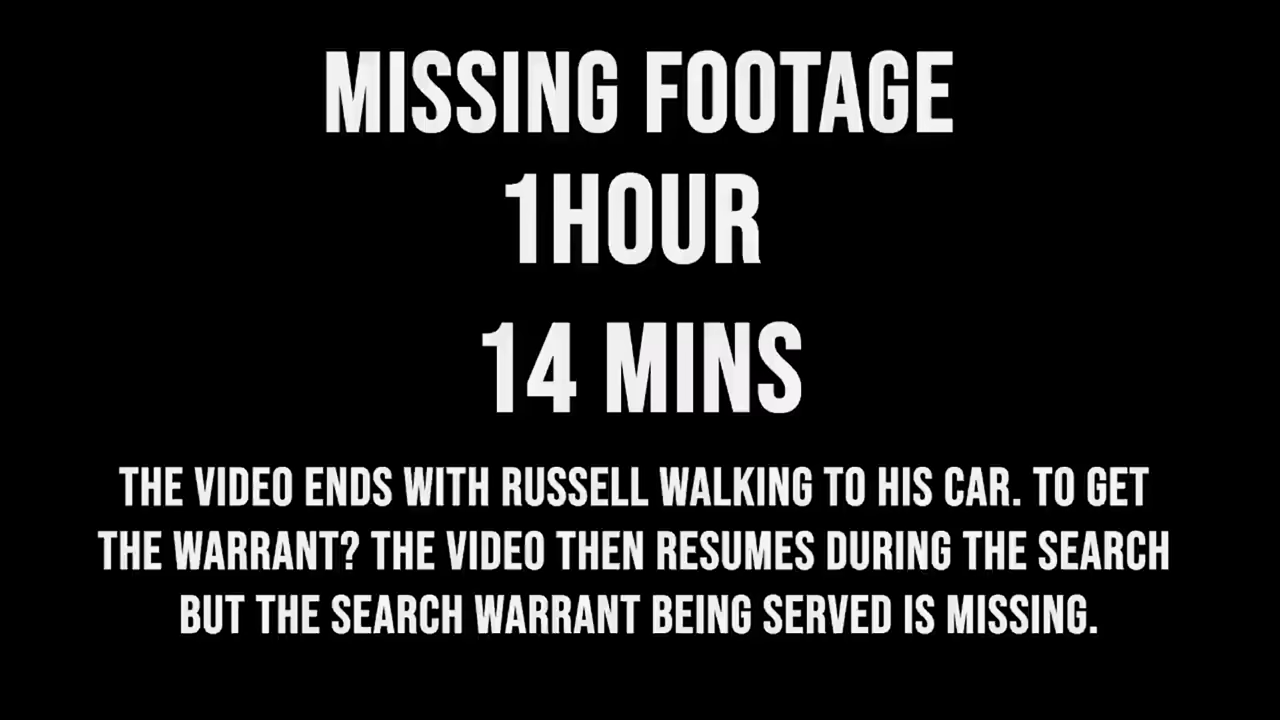 MISSING FOOTAGE
1HOUR
14 MINS
THE VIDEO ENDS WITH RUSSELL WALKING TO HIS CAR. TO GET
THE WARRANT? THE VIDEO THEN RESUMES DURING THE SEARCH
BUT THE SEARCH WARRANT BEING SERVED IS MISSING.